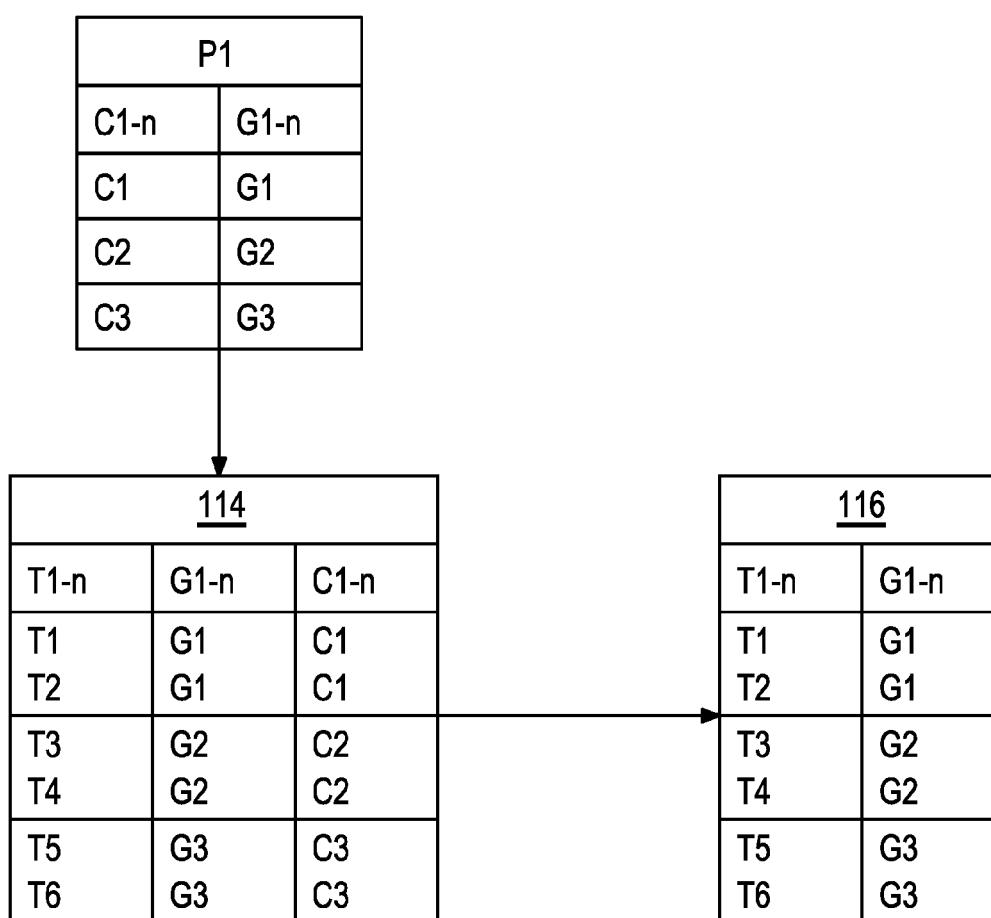 P1
C1-n G1-n
C1 G1
C2 G2
C3 G3
114
T1-n G1-n C1-n
T1 G1 C1
T2 G1 C1
T3 G2 C2
T4 G2 C2
T5 G3 C3
T6 G3 C3
116
T1-n G1-n
T1 G1
T2 G1
T3 G2
T4 G2
T5 G3
T6 G3